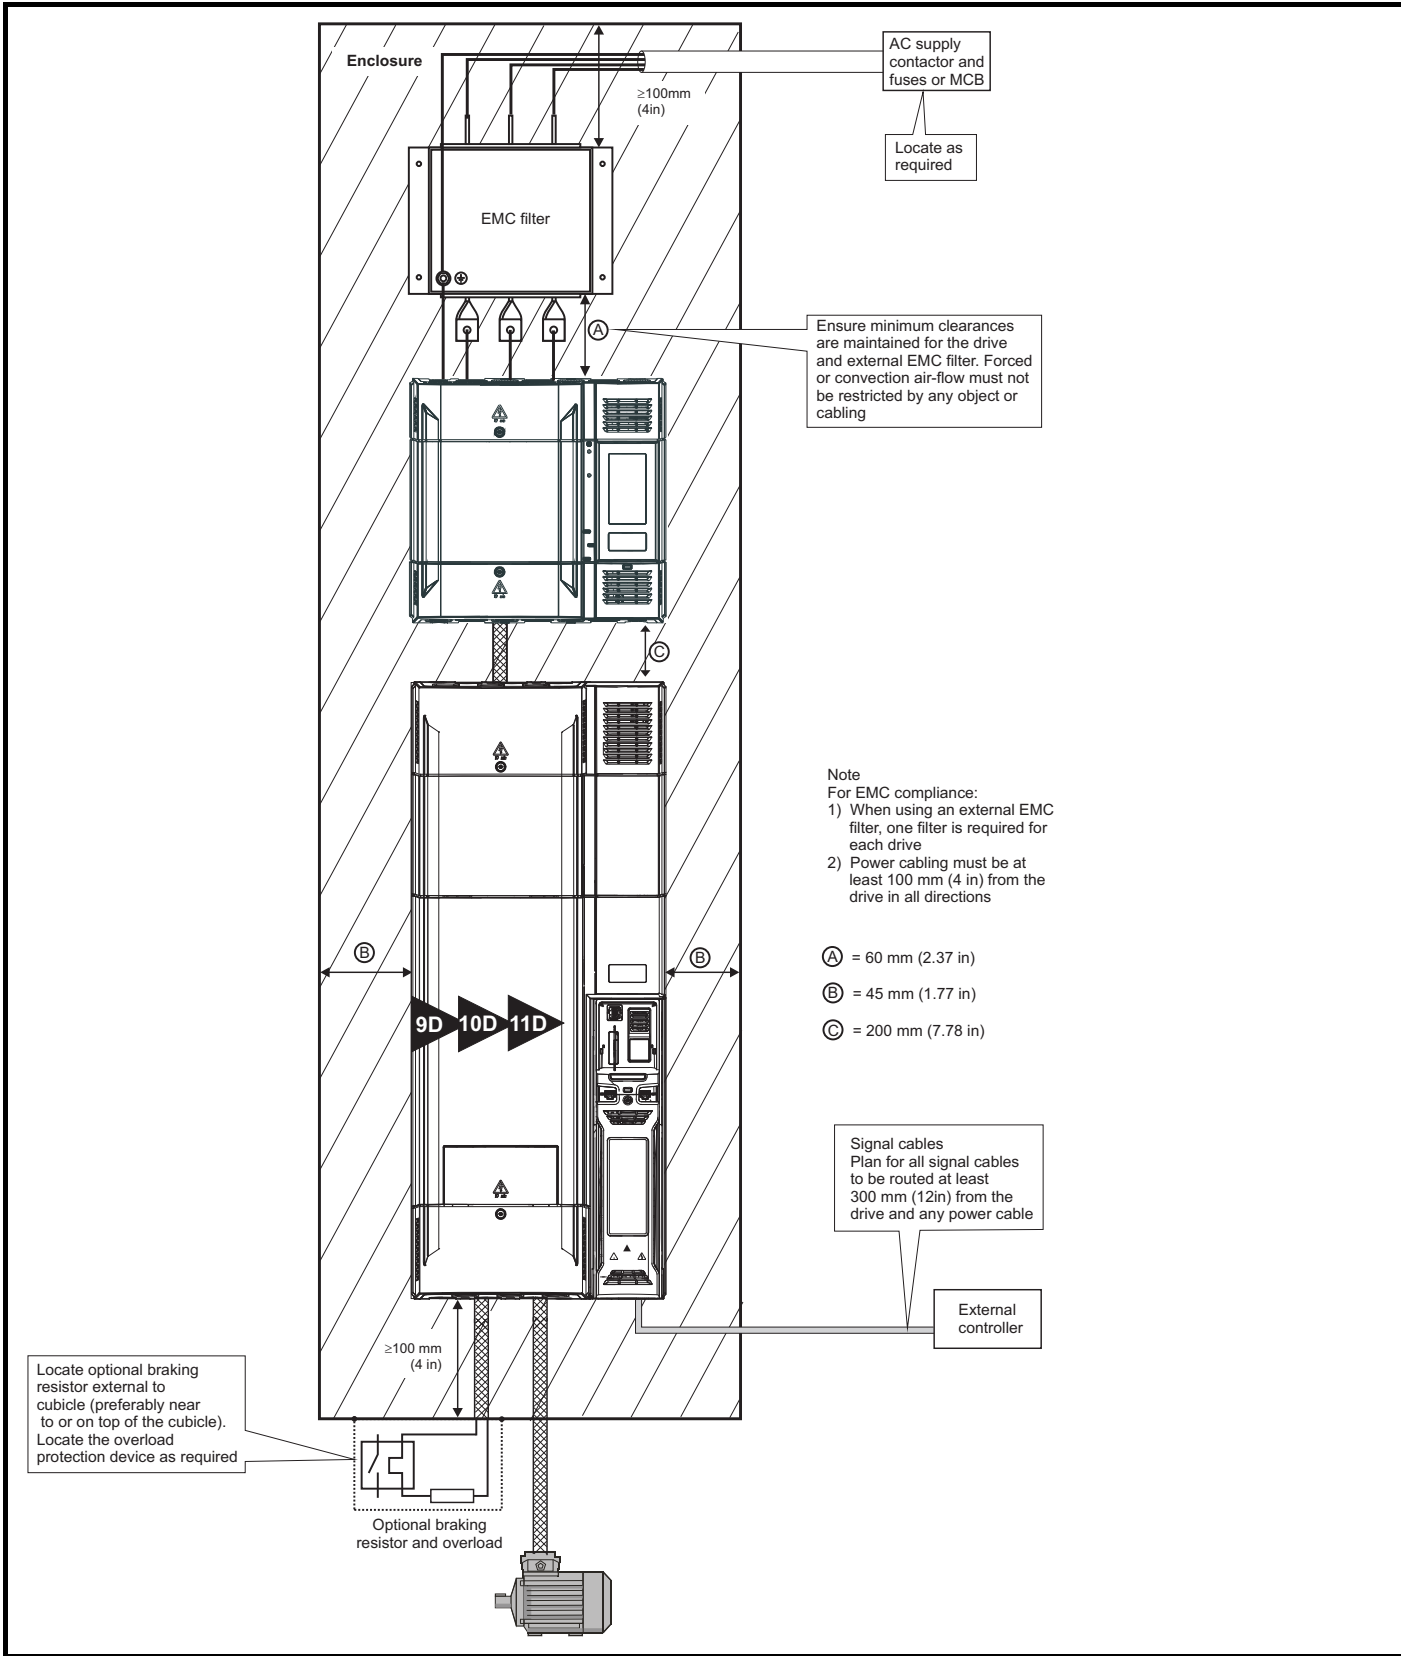 AC supply
contactor and
fuses or MCB
Enclosure
≥100mm
(4in)
Locate as
required
EMC filter
A
Ensure minimum clearances
are maintained for the drive
and external EMC filter. Forced
or convection air-flow must not
be restricted by any object or
cabling
C
Note
For EMC compliance:
1) When using an external EMC
filter, one filter is required for
each drive
2) Power cabling must be at
least 100 mm (4 in) from the
drive in all directions
B
B
A = 60 mm (2.37 in)
B = 45 mm (1.77 in)
C = 200 mm (7.78 in)
9D 10D 11D
Signal cables
Plan for all signal cables
to be routed at least
300 mm (12in) from the
drive and any power cable
External
controller
≥100 mm
(4 in)
Locate optional braking
resistor external to
cubicle (preferably near
to or on top of the cubicle).
Locate the overload
protection device as required
Optional braking
resistor and overload